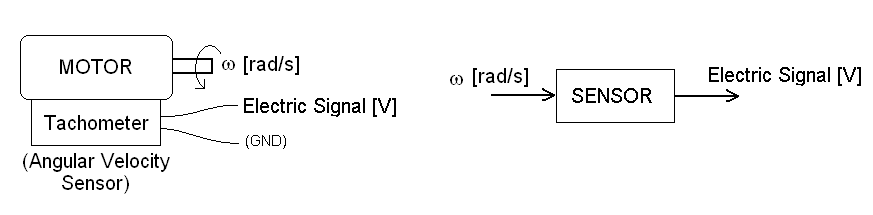 MOTOR
ω [rad/s]
Tachometer
Electric Signal [V]
(GND)
(Angular Velocity
Sensor)
ω [rad/s]
SENSOR
Electric Signal [V]